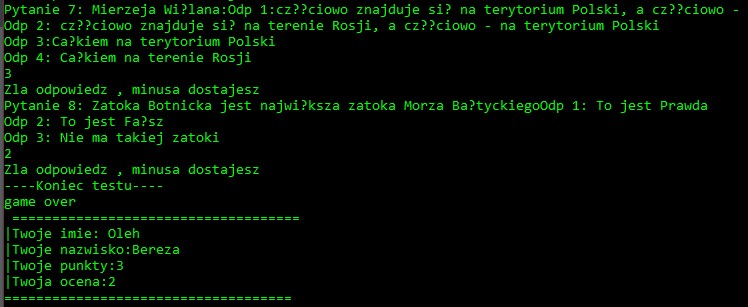 Pytanie 7: Mierzeja Wi?lana:Odp 1:cz??ciowo znajduje si? na terytorium Polski, a cz??ciowo -
Odp 2: cz??ciowo znajduje si? na terenie Rosji, a cz??ciowo - na terytorium Polski
Odp 3:Ca?kiem na terytorium Polski
Odp 4: Ca?kiem na terenie Rosji
3
Zla odpowiedz , minusa dostajesz
Pytanie 8: Zatoka Botnicka jest najwi?ksza zatoka Morza Ba?tyckiegoOdp 1: To jest Prawda
Odp 2: To jest Fa?sz
Odp 3: Nie ma takiej zatoki
2
Zla odpowiedz , minusa dostajesz
----Koniec testu----
game over
====================================
|Twoje imie: Oleh
|Twoje nazwisko:Bereza
|Twoje punkty:3
|Twoja ocena:2
====================================